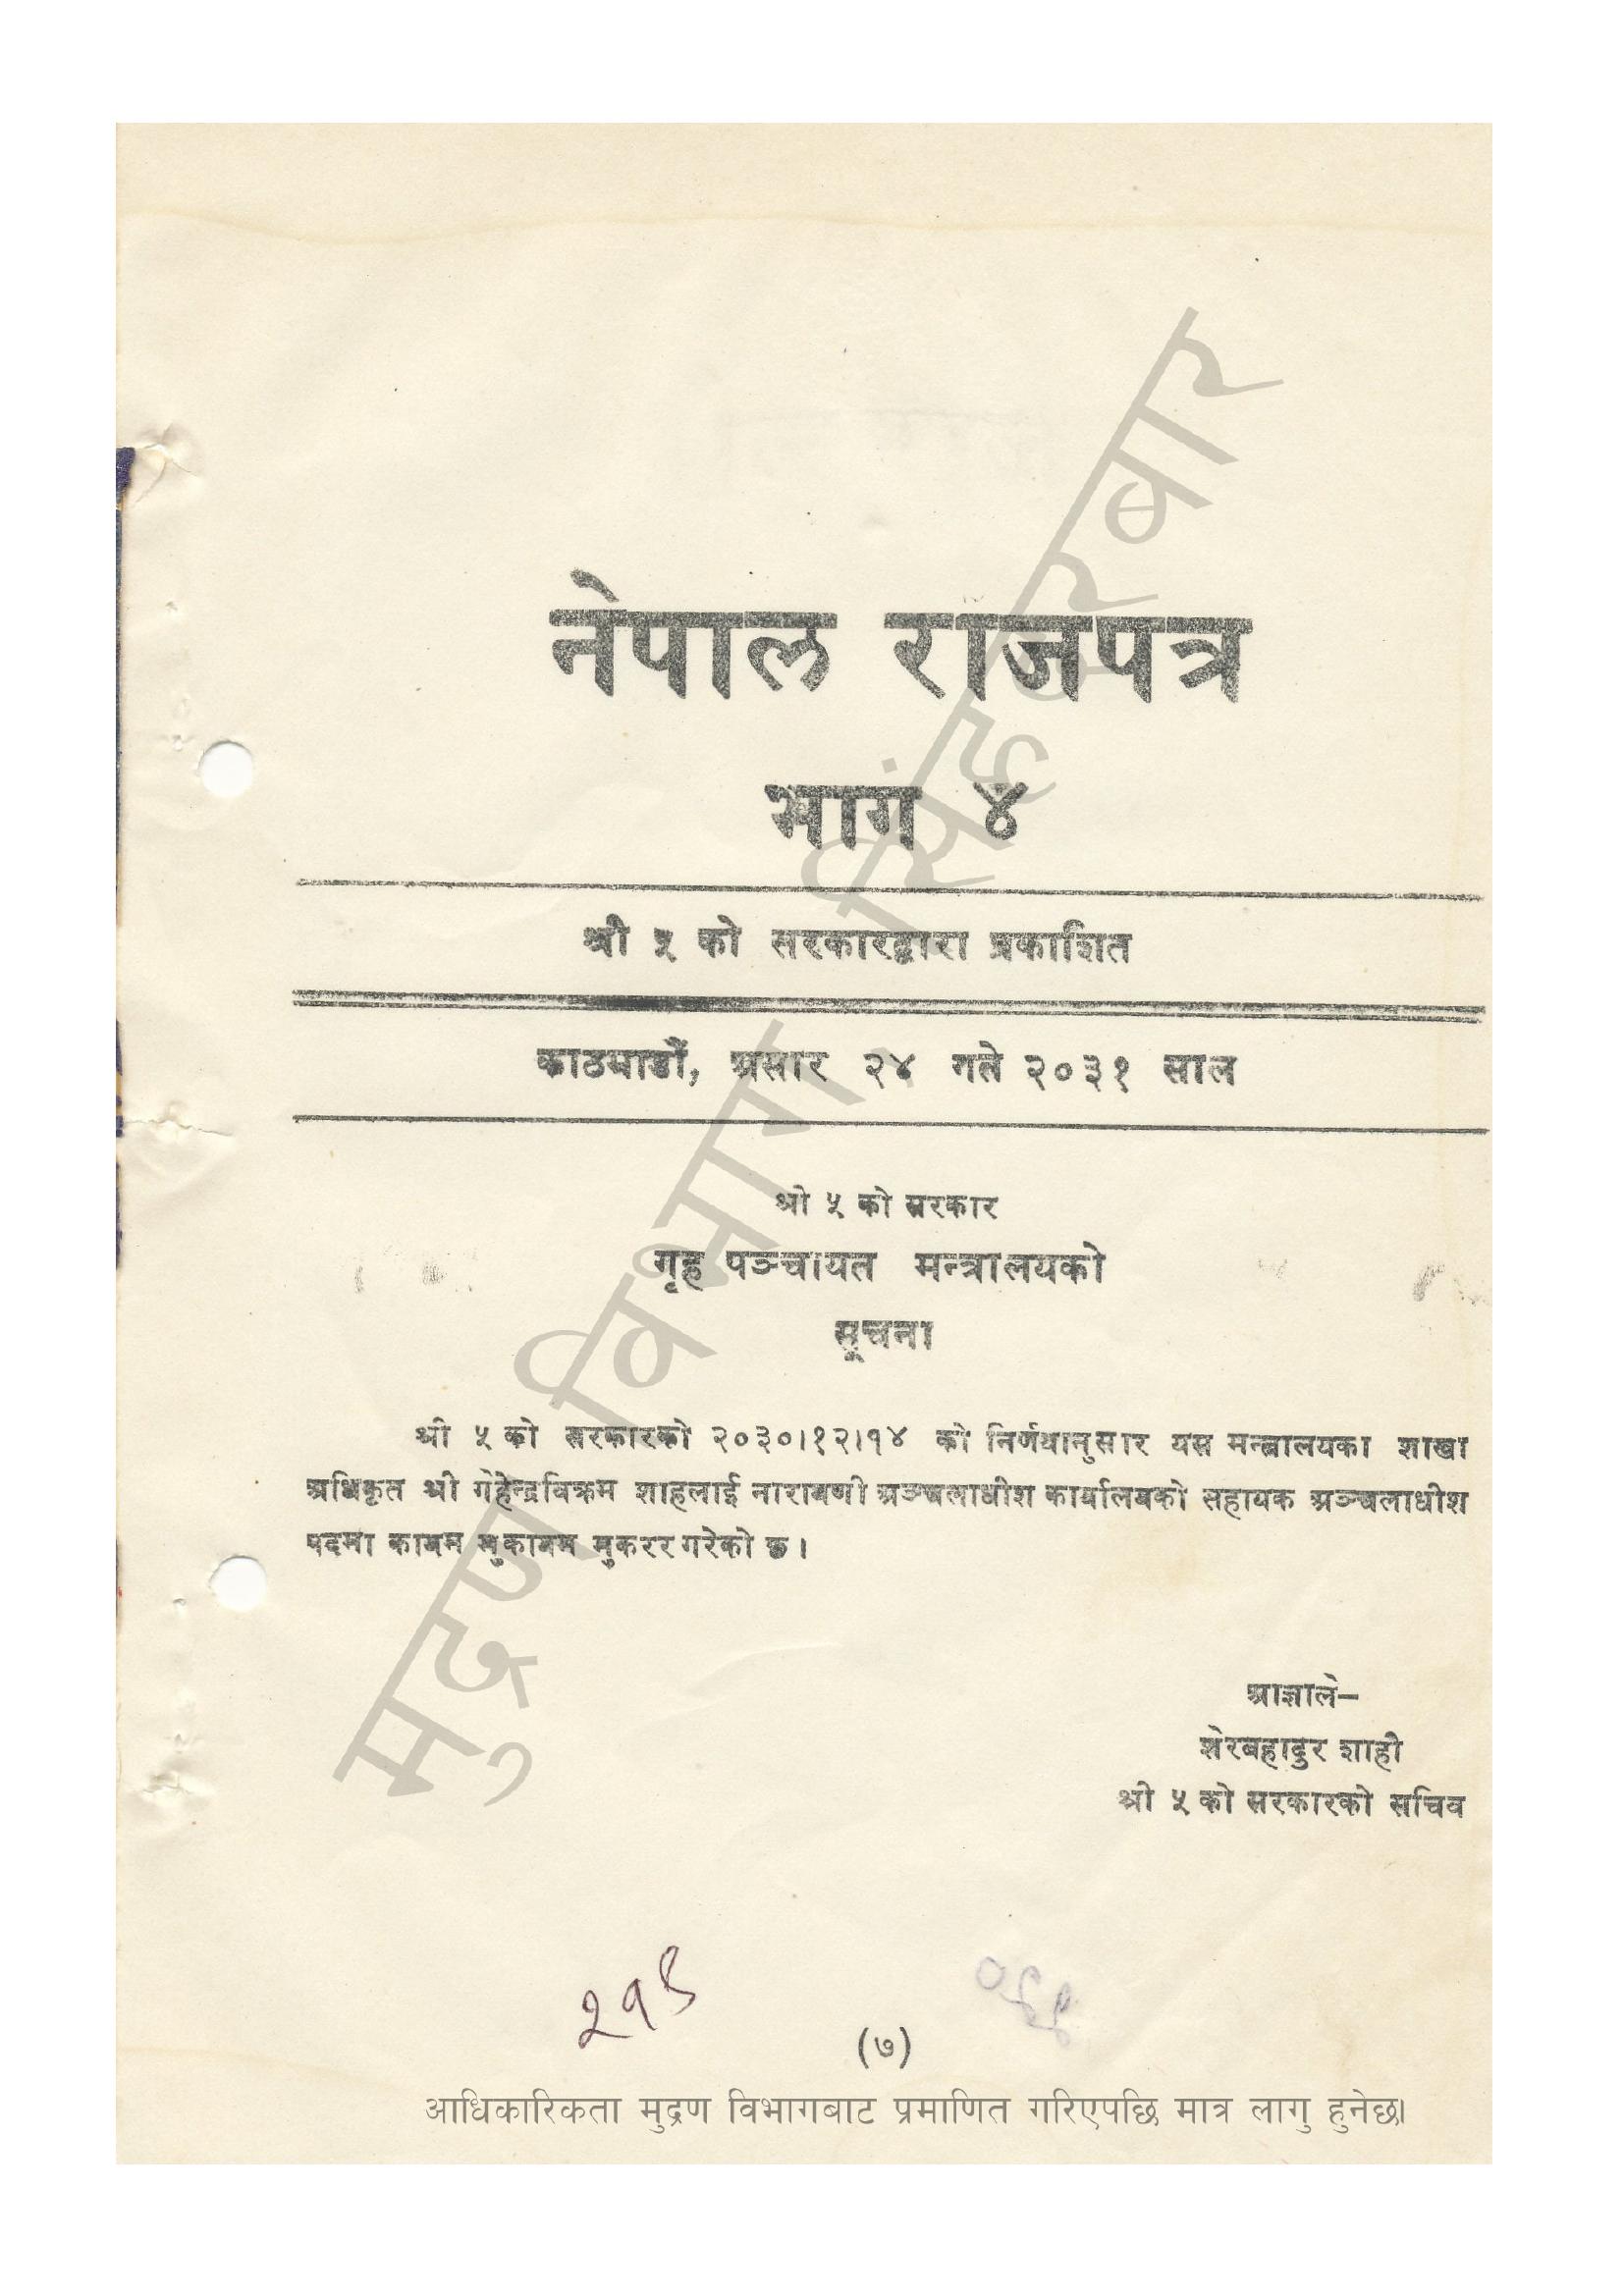 नेपाल राजपत्र
भाग ४
श्री ५ को सरकारद्वारा प्रकाशित
काठमाडौं, असार २४ गते २०३१ साल
श्री ५ को सरकार
गृह पञ्चायत मन्त्रालयको
सूचना
श्री ५ को सरकारको २०३०।१२।१४ को निर्णयानुसार यस मन्त्रालयका शाखा
अधिकृत श्री गेहेन्द्रविक्रम शाहलाई नारायणी अञ्चलाधीश कार्यालयको सहायक अञ्चलाधीश
पदमा कायम मुकायम मुकरर गरेको छ।
आज्ञाले—
शेरबहादुर शाही
श्री ५ को सरकारको सचिव
(७)
आधिकारिकता मुद्रण विभागबाट प्रमाणित गरिएपछि मात्र लागु हुनेछ।
मुद्रण विभाग, सिंहदरबार